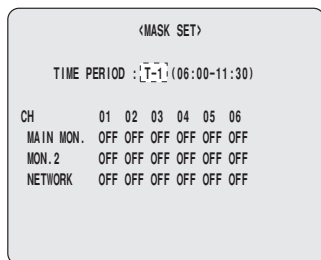 <MASK SET>
TIME PERIOD : T-1 (06:00-11:30)
CH 01 02 03 04 05 06
MAIN MON. OFF OFF OFF OFF OFF OFF
MON.2 OFF OFF OFF OFF OFF OFF
NETWORK OFF OFF OFF OFF OFF OFF